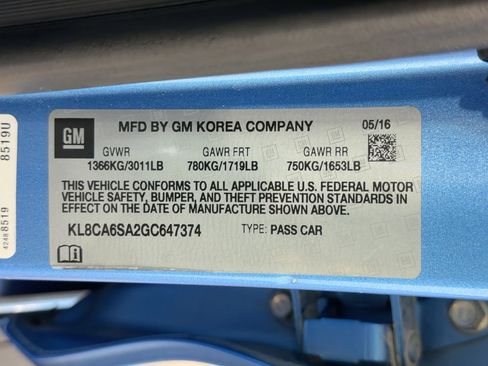 GM
MFD BY GM KOREA COMPANY 05/16
GVWR GAWR FRT GAWR RR
1366KG/3011LB 780KG/1719LB 750KG/1653LB
THIS VEHICLE CONFORMS TO ALL APPLICABLE U.S. FEDERAL MOTOR
VEHICLE SAFETY, BUMPER, AND THEFT PREVENTION STANDARDS IN
EFFECT ON THE DATE OF MANUFACTURE SHOWN ABOVE.
KL8CA6SA2GC647374 TYPE: PASS CAR
8519U
42488519